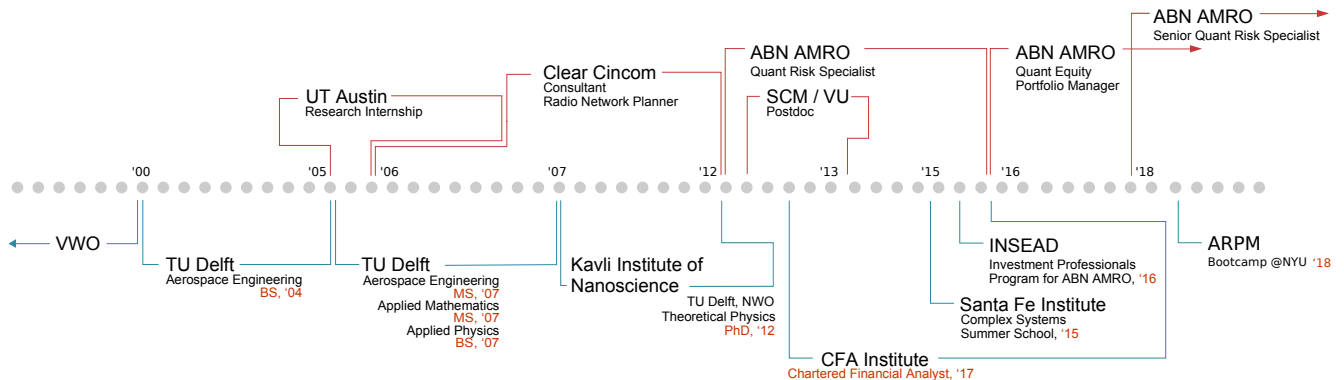 ABN AMRO
Senior Quant Risk Specialist
ABN AMRO
Quant Risk Specialist
ABN AMRO
Quant Equity
Portfolio Manager
Clear Cincom
Consultant
Radio Network Planner
UT Austin
Research Internship
SCM / VU
Postdoc
'00
'05
'06
'07
'12
'13
'15
'16
'18
VWO
TU Delft
Aerospace Engineering
BS, ‘04
TU Delft
Aerospace Engineering
MS, ‘07
Applied Mathematics
MS, ‘07
Applied Physics
BS, ‘07
Kavli Institute of
Nanoscience
TU Delft, NWO
Theoretical Physics
PhD, ‘12
CFA Institute
Chartered Financial Analyst, ‘17
INSEAD
Investment Professionals
Program for ABN AMRO, ‘16
Santa Fe Institute
Complex Systems
Summer School, ‘15
ARPM
Bootcamp @NYU ‘18